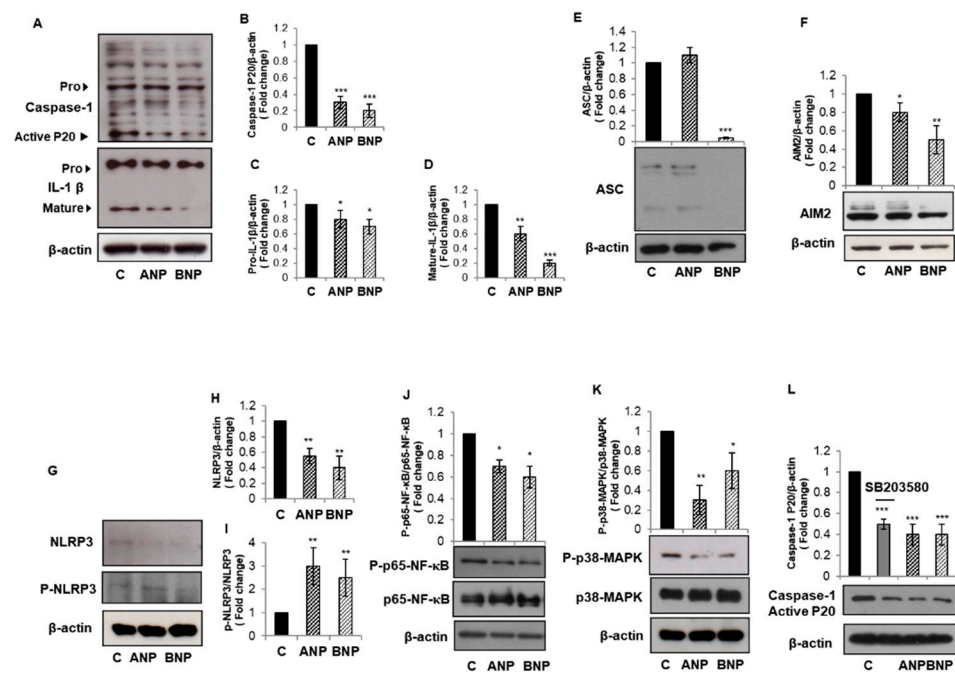 A
Pro
Caspase-1
Active P20
Pro
IL-1 β
Mature
β-actin
C ANP BNP
B
Caspase-1 P20/β-actin
( Fold change)
1.2
1
0.8
0.6
0.4
0.2
0
*** ***
C ANP BNP
C
Pro-IL-1β/β-actin
( Fold change)
1.2
1
0.8
0.6
0.4
0.2
0
* *
C ANP BNP
D
Mature-IL-1β/β-actin
( Fold change)
1.2
1
0.8
0.6
0.4
0.2
0
** ***
C ANP BNP
E
ASC/β-actin
( Fold change)
1.4
1.2
1
0.8
0.6
0.4
0.2
0
***
ASC
β-actin
C ANP BNP
F
AIM2/β-actin
( Fold change)
1.2
1
0.8
0.6
0.4
0.2
0
* **
AIM2
β-actin
C ANP BNP
G
NLRP3
P-NLRP3
β-actin
C ANP BNP
H
NLRP3/β-actin
( Fold change)
1.2
1
0.8
0.6
0.4
0.2
0
** **
C ANP BNP
I
p-NLRP3/NLRP3
( Fold change)
5
4
3
2
1
0
** **
C ANP BNP
J
P-p65-NF-κB/p65-NF-κB
( Fold change)
1.2
1
0.8
0.6
0.4
0.2
0
* *
P-p65-NF-κB
p65-NF-κB
β-actin
C ANP BNP
K
P-p38-MAPK/p38-MAPK
( Fold change)
1.2
1
0.8
0.6
0.4
0.2
0
** *
P-p38-MAPK
p38-MAPK
β-actin
C ANP BNP
L
Caspase-1 P20/β-actin
( Fold change)
1.2
1
0.8
0.6
0.4
0.2
0
SB203580
*** *** ***
Caspase-1
Active P20
β-actin
C ANP BNP